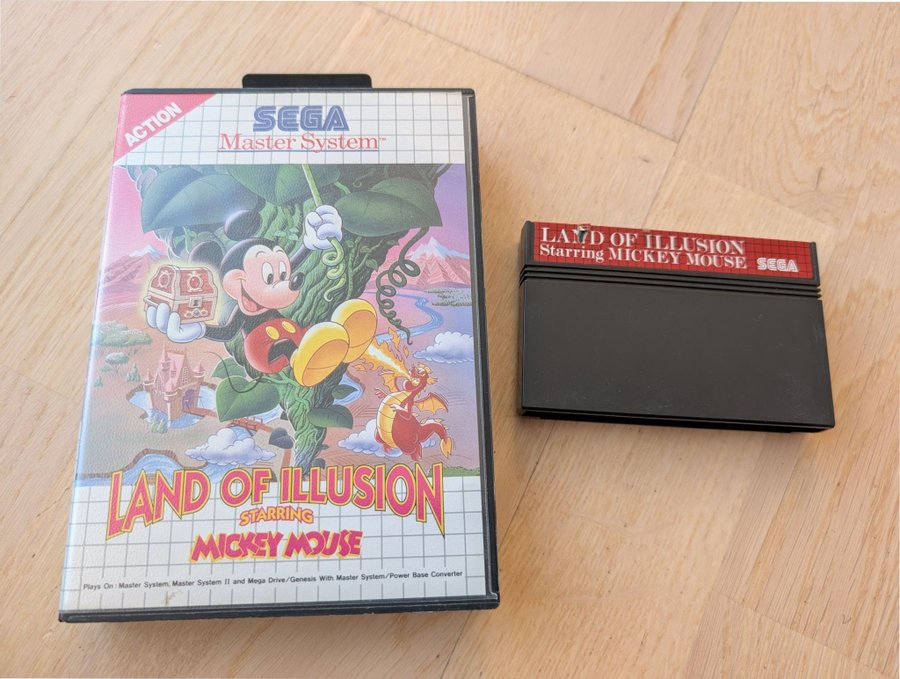 ACTION
SEGA
Master System™
LAND OF ILLUSION
STARRING
MICKEY MOUSE
Plays On : Master System, Master System II and Mega Drive/Genesis With Master System/Power Base Converter
LAND OF ILLUSION
Starring MICKEY MOUSE SEGA